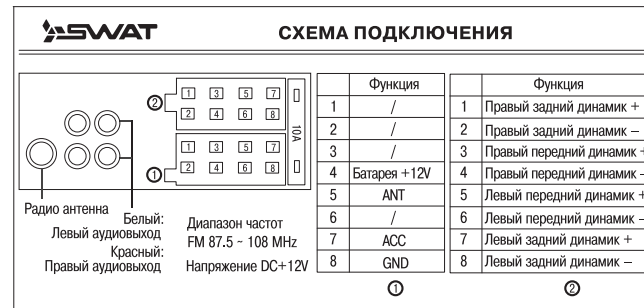 SWAT
СХЕМА ПОДКЛЮЧЕНИЯ
② 1 3 5 7
2 4 6 8
10A
① 1 3 5 7
2 4 6 8
Радио антенна
Белый:
Левый аудиовыход
Красный:
Правый аудиовыход
Диапазон частот
FM 87.5 ~ 108 MHz
Напряжение DC+12V
Функция
1 /
2 /
3 /
4 Батарея +12V
5 ANT
6 /
7 ACC
8 GND
①
Функция
1 Правый задний динамик +
2 Правый задний динамик –
3 Правый передний динамик +
4 Правый передний динамик –
5 Левый передний динамик +
6 Левый передний динамик –
7 Левый задний динамик +
8 Левый задний динамик –
②